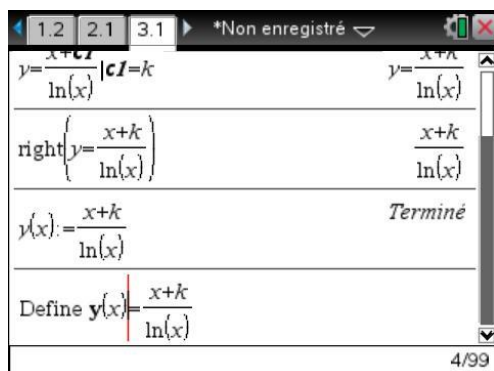 1.2 2.1 3.1 *Non enregistré
y=x+c1/ln(x)|c1=k y=x+k/ln(x)
right(y=x+k/ln(x)) x+k/ln(x)
y(x):=x+k/ln(x) Terminé
Define y(x)=x+k/ln(x)
4/99